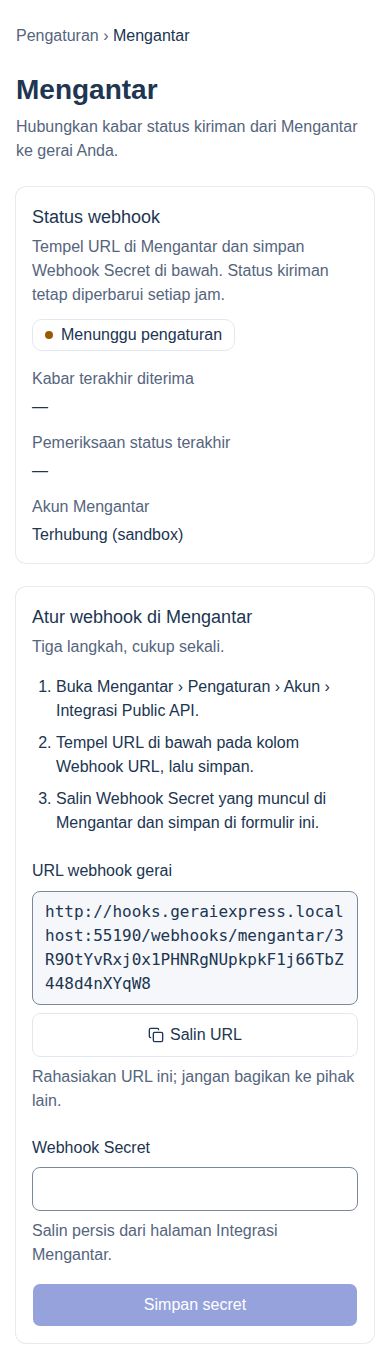 Pengaturan › Mengantar
Mengantar
Hubungkan kabar status kiriman dari Mengantar
ke gerai Anda.
Status webhook
Tempel URL di Mengantar dan simpan
Webhook Secret di bawah. Status kiriman
tetap diperbarui setiap jam.
Menunggu pengaturan
Kabar terakhir diterima
—
Pemeriksaan status terakhir
—
Akun Mengantar
Terhubung (sandbox)
Atur webhook di Mengantar
Tiga langkah, cukup sekali.
1. Buka Mengantar › Pengaturan › Akun ›
Integrasi Public API.
2. Tempel URL di bawah pada kolom
Webhook URL, lalu simpan.
3. Salin Webhook Secret yang muncul di
Mengantar dan simpan di formulir ini.
URL webhook gerai
http://hooks.geraiexpress.local
host:55190/webhooks/mengantar/3
R9OtYvRxj0x1PHNRgNUpkpkF1j66TbZ
448d4nXYqW8
Salin URL
Rahasiakan URL ini; jangan bagikan ke pihak
lain.
Webhook Secret
Salin persis dari halaman Integrasi
Mengantar.
Simpan secret